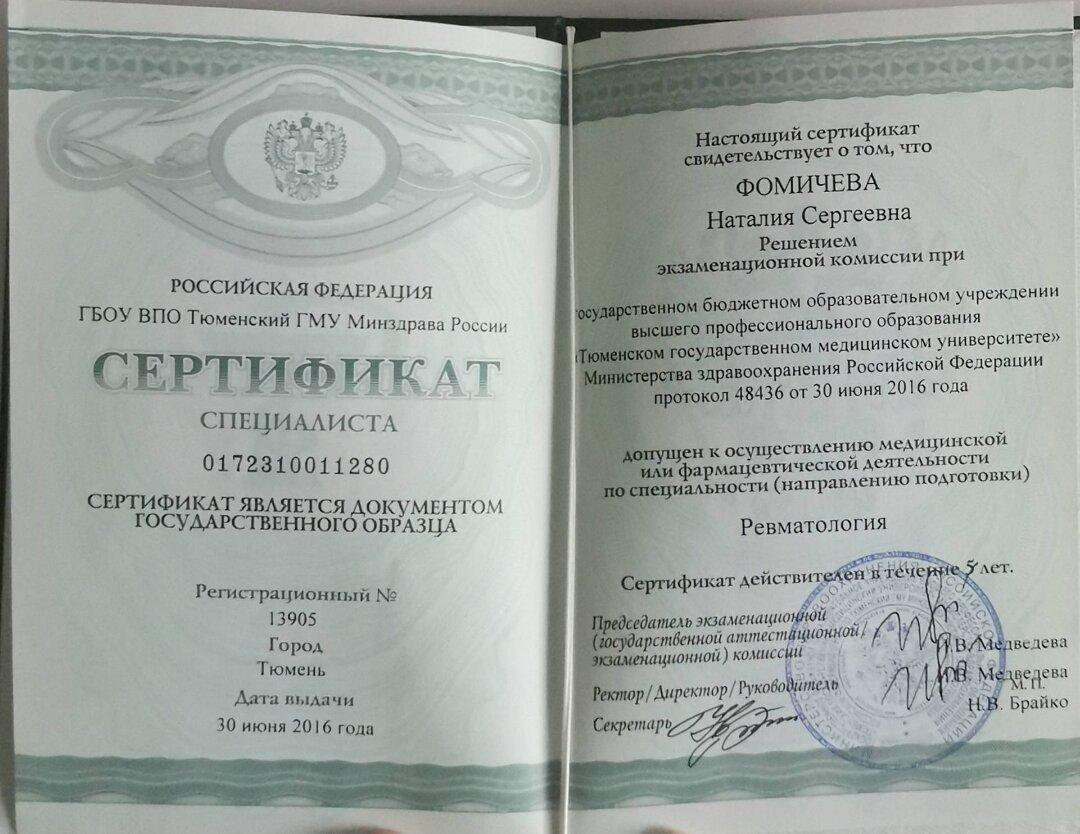 РОССИЙСКАЯ ФЕДЕРАЦИЯ
ГБОУ ВПО Тюменский ГМУ Минздрава России
СЕРТИФИКАТ
СПЕЦИАЛИСТА
0172310011280
СЕРТИФИКАТ ЯВЛЯЕТСЯ ДОКУМЕНТОМ
ГОСУДАРСТВЕННОГО ОБРАЗЦА
Регистрационный №
13905
Город
Тюмень
Дата выдачи
30 июня 2016 года
Настоящий сертификат
свидетельствует о том, что
ФОМИЧЕВА
Наталия Сергеевна
Решением
экзаменационной комиссии при
государственном бюджетном образовательном учреждении
высшего профессионального образования
«Тюменском государственном медицинском университете»
Министерства здравоохранения Российской Федерации
протокол 48436 от 30 июня 2016 года
допущен к осуществлению медицинской
или фармацевтической деятельности
по специальности (направлению подготовки)
Ревматология
Сертификат действителен в течение 5 лет.
Председатель экзаменационной
(государственной аттестационной/
экзаменационной) комиссии
Медведева
Ректор/Директор/Руководитель
Медведева
М.П.
Секретарь
Н.В. Брайко